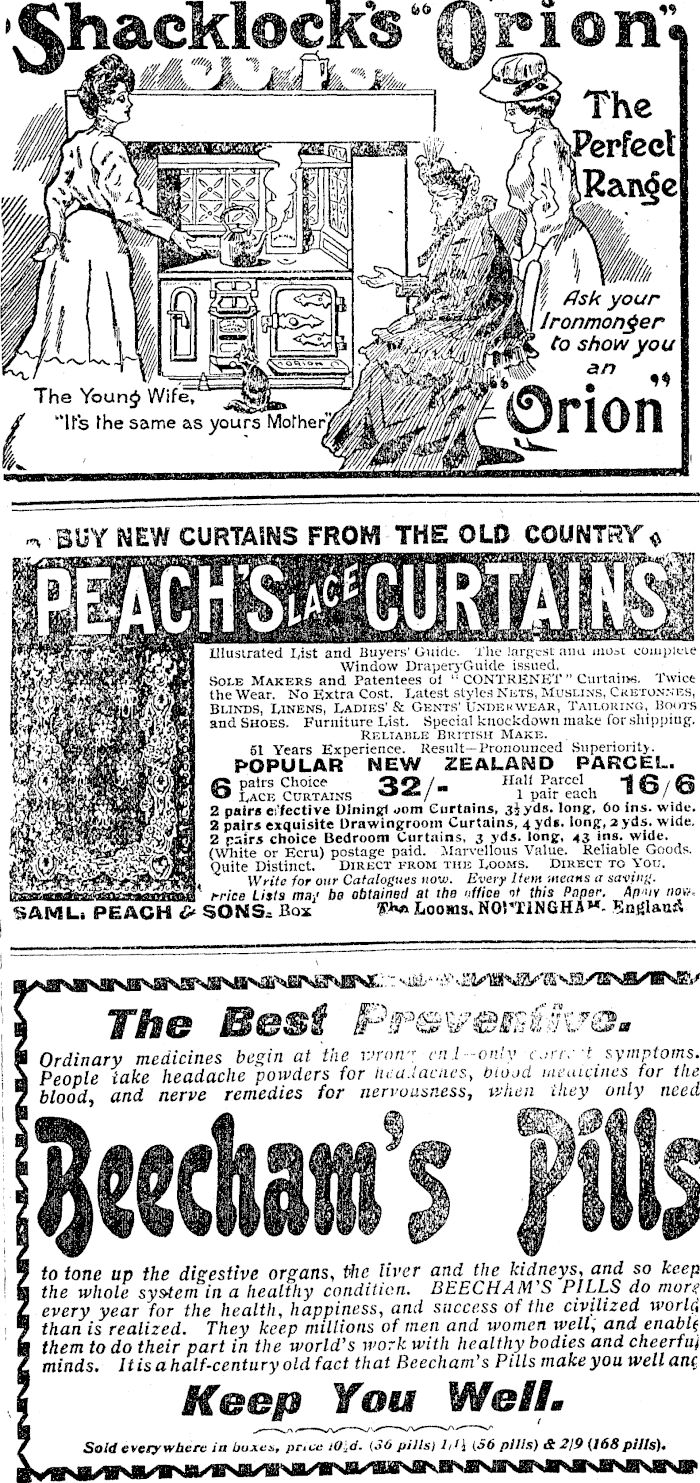 Shacklock's "Orion"
The
Perfect
Range
Ask your
Ironmonger
to show you
an
"Orion"
ORION
The Young Wife,
"It's the same as yours Mother"
BUY NEW CURTAINS FROM THE OLD COUNTRY
PEACH'S LACE CURTAINS
Illustrated List and Buyers' Guide. The largest and most complete
Window Drapery Guide issued.
SOLE MAKERS and Patentees of "CONTRENET" Curtains. Twice
the Wear. No Extra Cost. Latest styles NETS, MUSLINS, CRETONNES,
BLINDS, LINENS, LADIES' & GENTS' UNDERWEAR, TAILORING, BOOTS
and SHOES. Furniture List. Special knockdown make for shipping.
RELIABLE BRITISH MAKE.
51 Years Experience. Result—Pronounced Superiority.
POPULAR NEW ZEALAND PARCEL.
6 pairs Choice LACE CURTAINS 32/- Half Parcel 1 pair each 16/6
2 pairs effective Diningroom Curtains, 3½ yds. long, 60 ins. wide.
2 pairs exquisite Drawingroom Curtains, 4 yds. long, 2 yds. wide.
2 pairs choice Bedroom Curtains, 3 yds. long, 43 ins. wide.
(White or Ecru) postage paid. Marvellous Value. Reliable Goods.
Quite Distinct. DIRECT FROM THE LOOMS. DIRECT TO YOU.
Write for our Catalogues now. Every Item means a saving.
Price Lists may be obtained at the office of this Paper. Apply now.
SAML. PEACH & SONS. Box The Looms, NOTTINGHAM. England
The Best Preventive.
Ordinary medicines begin at the wrong end—only correct symptoms.
People take headache powders for headaches, blood medicines for the
blood, and nerve remedies for nervousness, when they only need
Beecham's Pills
to tone up the digestive organs, the liver and the kidneys, and so keep
the whole system in a healthy condition. BEECHAM'S PILLS do more
every year for the health, happiness, and success of the civilized world
than is realized. They keep millions of men and women well, and enable
them to do their part in the world's work with healthy bodies and cheerful
minds. It is a half-century old fact that Beecham's Pills make you well and
Keep You Well.
Sold everywhere in boxes, price 10½d. (36 pills) 1/1½ (56 pills) & 2/9 (168 pills).